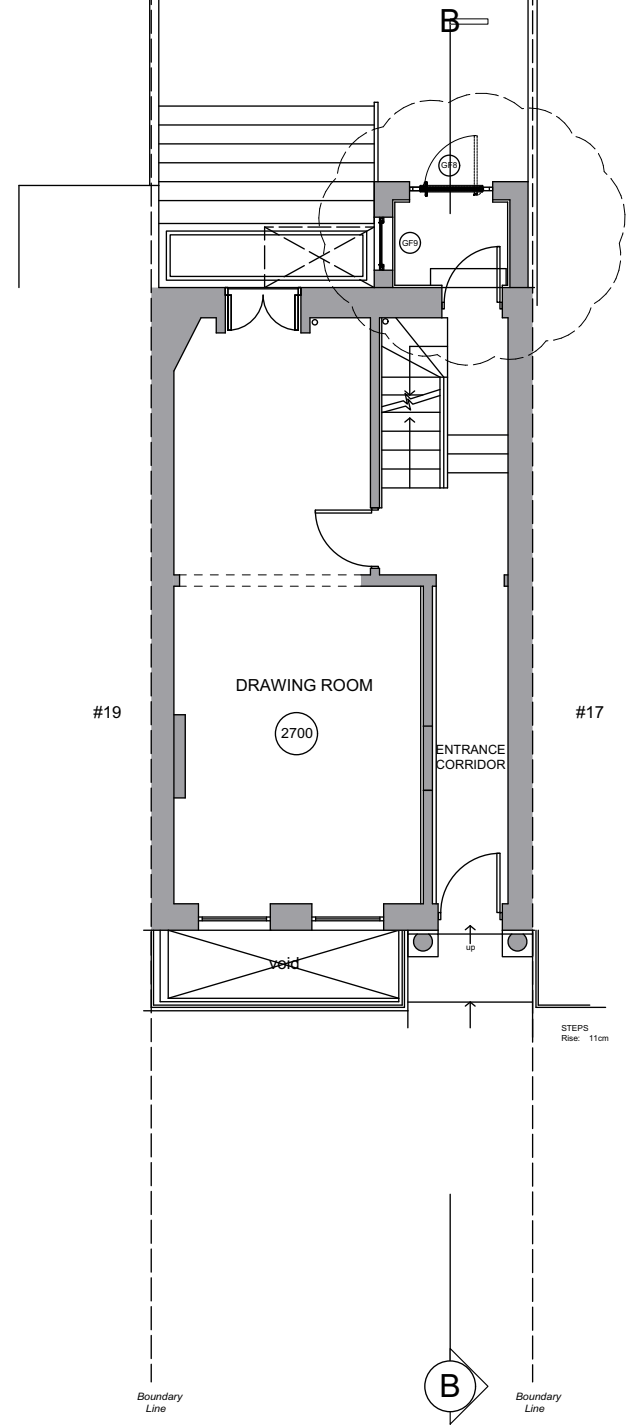 B
GF8
GF9
DRAWING ROOM
#19
#17
2700
ENTRANCE
CORRIDOR
up
void
STEPS
Rise: 11cm
B
Boundary
Line
Boundary
Line